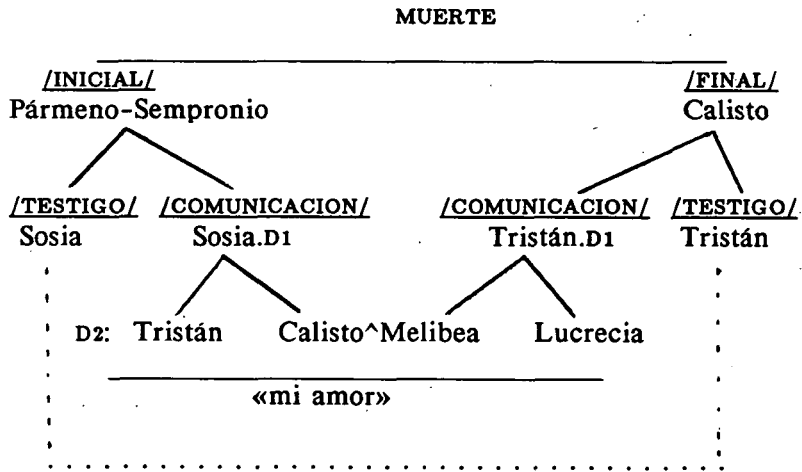 MUERTE
/INICIAL/ /FINAL/
Pármeno-Sempronio Calisto
/TESTIGO/ /COMUNICACION/ /COMUNICACION/ /TESTIGO/
Sosia Sosia.D1 Tristán.D1 Tristán
D2: Tristán Calisto^Melibea Lucrecia
«mi amor»